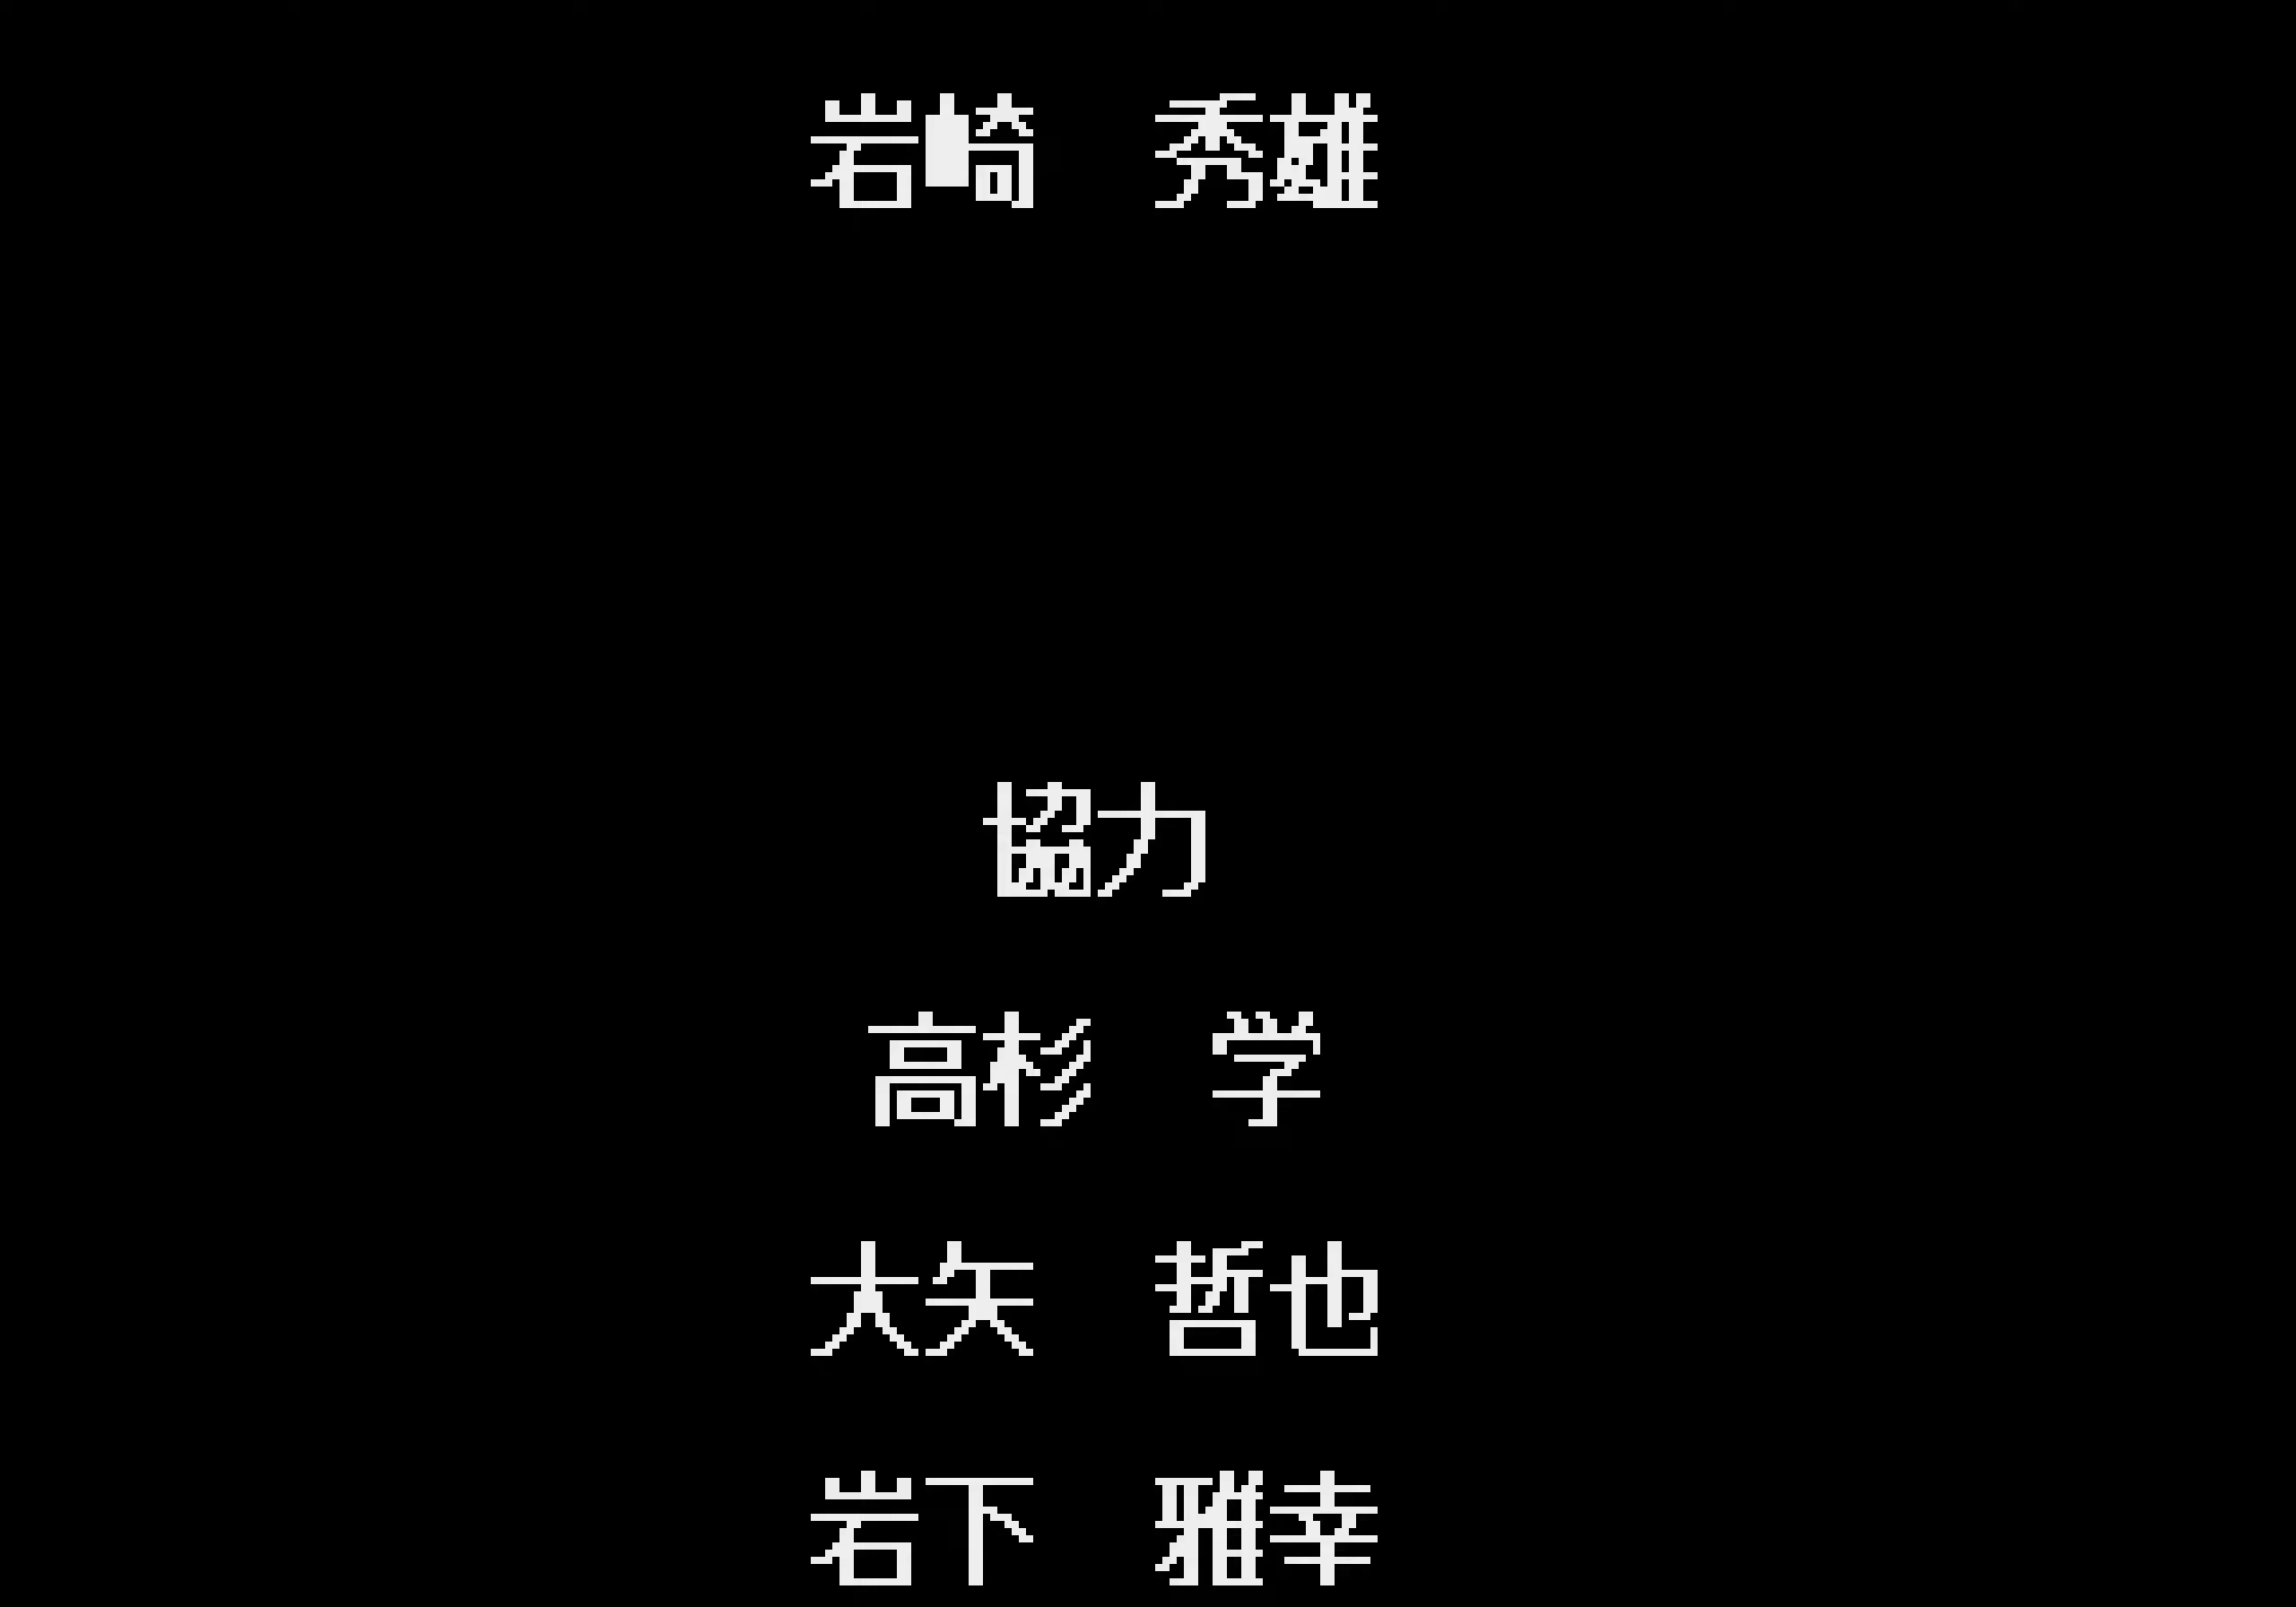 岩崎　秀雄
協力
高杉　学
大矢　哲也
岩下　雅幸